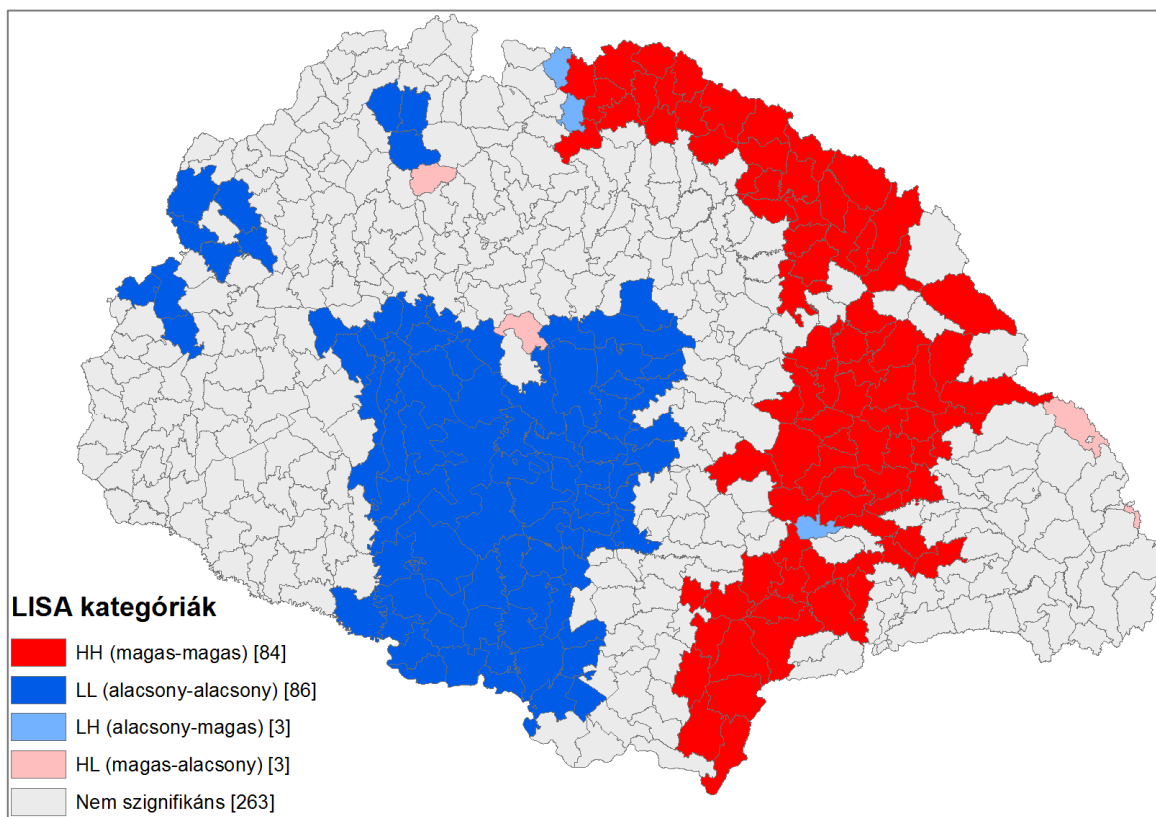 LISA kategóriák
HH (magas-magas) [84]
LL (alacsony-alacsony) [86]
LH (alacsony-magas) [3]
HL (magas-alacsony) [3]
Nem szignifikáns [263]